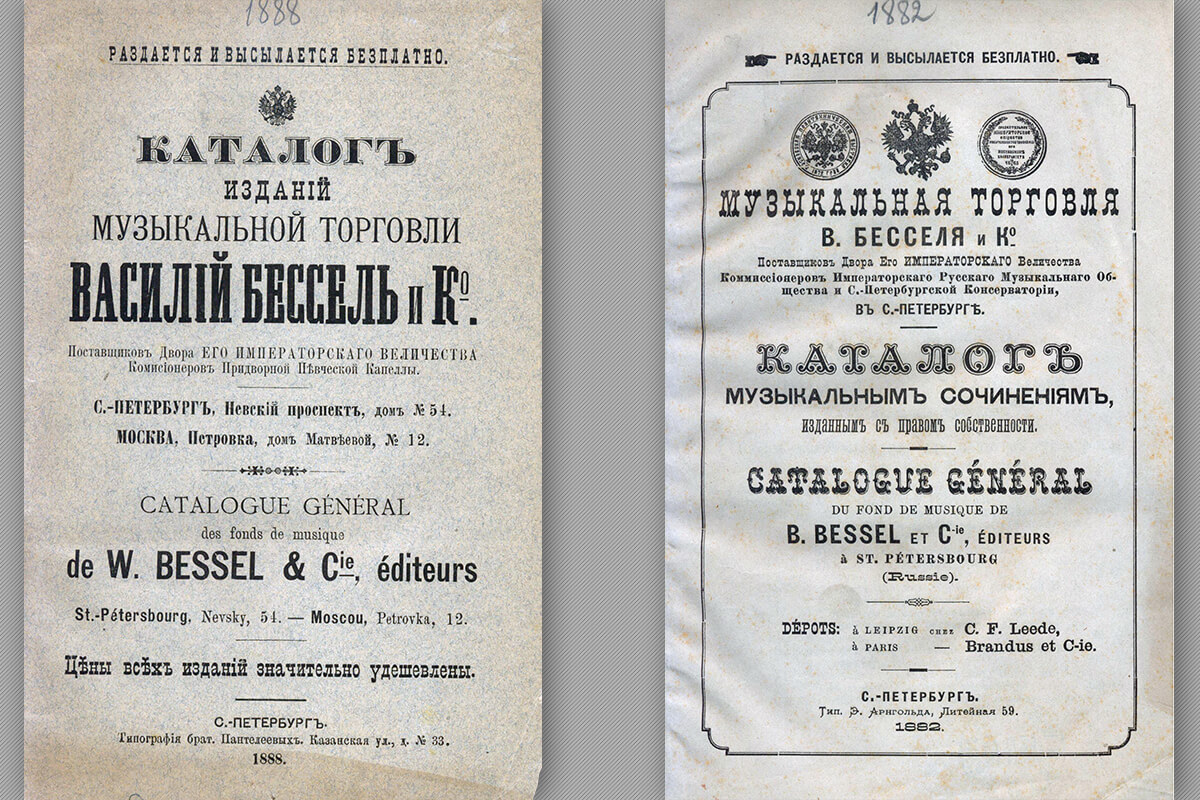 1888
РАЗДАЕТСЯ И ВЫСЫЛАЕТСЯ БЕЗПЛАТНО.
КАТАЛОГЪ
ИЗДАНІЙ
МУЗЫКАЛЬНОЙ ТОРГОВЛИ
ВАСИЛІЙ БЕССЕЛЬ И Кº.
Поставщиковъ Двора ЕГО ИМПЕРАТОРСКАГО ВЕЛИЧЕСТВА
Комисіонеровъ Придворной Пѣвческой Капеллы.
С.-ПЕТЕРБУРГЪ, Невскій проспектъ, домъ № 54.
МОСКВА, Петровка, домъ Матвѣевой, № 12.
CATALOGUE GÉNÉRAL
des fonds de musique
de W. BESSEL & Cie, éditeurs
St.-Pétersbourg, Nevsky, 54. — Moscou, Petrovka, 12.
Цѣны всѣхъ изданій значительно удешевлены.
С.-ПЕТЕРБУРГЪ.
Типографія брат. Пантелеевыхъ. Казанская ул., д. № 33.
1888.
1882
РАЗДАЕТСЯ И ВЫСЫЛАЕТСЯ БЕЗПЛАТНО.
МУЗЫКАЛЬНАЯ ТОРГОВЛЯ
В. БЕССЕЛЯ и Кº
Поставщиковъ Двора Его ИМПЕРАТОРСКАГО Величества
Коммиссіонеровъ Императорскаго Русскаго Музыкальнаго Об-
щества и С.-Петербургской Консерваторіи,
ВЪ С.-ПЕТЕРБУРГѢ.
КАТАЛОГЪ
МУЗЫКАЛЬНЫМЪ СОЧИНЕНІЯМЪ,
изданнымъ съ правомъ собственности.
CATALOGUE GÉNÉRAL
DU FOND DE MUSIQUE DE
B. BESSEL ET C-ie, ÉDITEURS
à ST. PÉTERSBOURG
(Russie).
DÉPOTS: à LEIPZIG CHEZ C. F. Leede,
à PARIS — Brandus et C-ie.
С.-ПЕТЕРБУРГЪ.
Тип. Э. Арнгольда, Литейная 59.
1882.